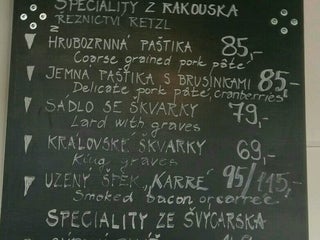 SPECIALITY Z RAKOUSKA
ŘEZNICTVÍ RETZL
HRUBOZRNNÁ PAŠTIKA 85,-
Coarse grained pork pâté
JEMNÁ PAŠTIKA S BRUSINKAMI 85-
Delicate pork pâté, cranberries
SÁDLO SE ŠKVARKY 79,-
Lard with graves
KRÁLOVSKÉ ŠKVARKY 69,-
King graves
UZENÝ ŠPEK „KARRÉ" 95/115,-
Smoked bacon or carree
SPECIALITY ZE ŠVÝCARSKA